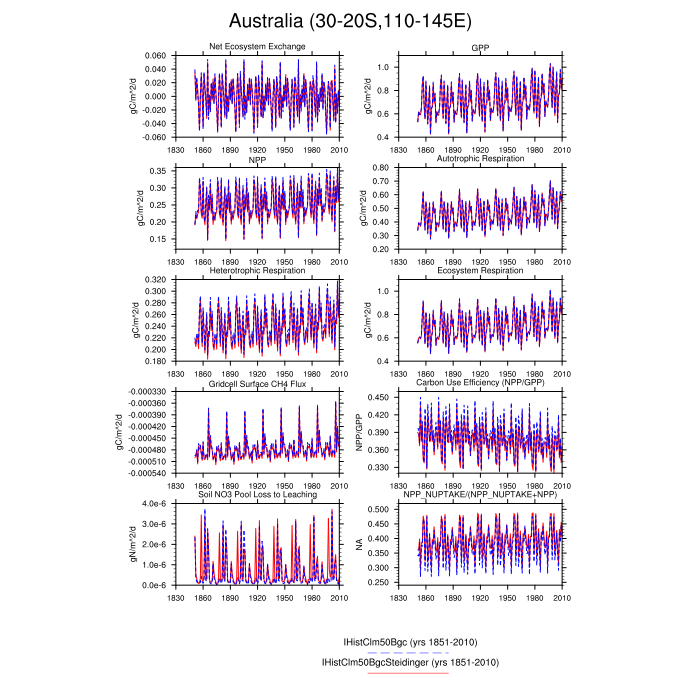 Australia (30-20S,110-145E)
Net Ecosystem Exchange
GPP
gC/m^2/d
0.060
0.040
0.020
0.000
-0.020
-0.040
-0.060
1830 1860 1890 1920 1950 1980 2010
gC/m^2/d
1.0
0.8
0.6
0.4
1830 1860 1890 1920 1950 1980 2010
NPP
Autotrophic Respiration
gC/m^2/d
0.35
0.30
0.25
0.20
0.15
1830 1860 1890 1920 1950 1980 2010
gC/m^2/d
0.80
0.70
0.60
0.50
0.40
0.30
0.20
1830 1860 1890 1920 1950 1980 2010
Heterotrophic Respiration
Ecosystem Respiration
gC/m^2/d
0.320
0.300
0.280
0.260
0.240
0.220
0.200
0.180
1830 1860 1890 1920 1950 1980 2010
gC/m^2/d
1.0
0.8
0.6
0.4
1830 1860 1890 1920 1950 1980 2010
Gridcell Surface CH4 Flux
Carbon Use Efficiency (NPP/GPP)
gC/m^2/d
-0.000330
-0.000360
-0.000390
-0.000420
-0.000450
-0.000480
-0.000510
-0.000540
1830 1860 1890 1920 1950 1980 2010
NPP/GPP
0.450
0.420
0.390
0.360
0.330
1830 1860 1890 1920 1950 1980 2010
Soil NO3 Pool Loss to Leaching
NPP_NUPTAKE/(NPP_NUPTAKE+NPP)
gN/m^2/d
4.0e-6
3.0e-6
2.0e-6
1.0e-6
0.0e-6
1830 1860 1890 1920 1950 1980 2010
NA
0.500
0.450
0.400
0.350
0.300
0.250
1830 1860 1890 1920 1950 1980 2010
IHistClm50Bgc (yrs 1851-2010)
IHistClm50BgcSteidinger (yrs 1851-2010)